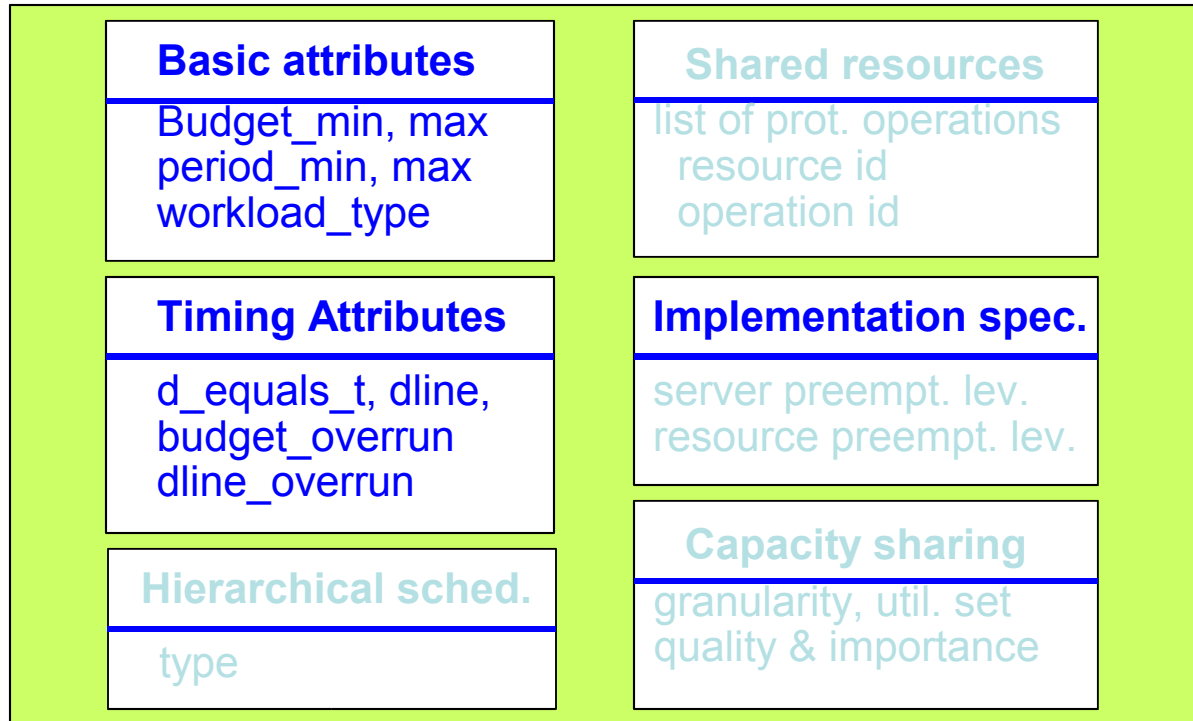 Basic attributes
Budget_min, max
period_min, max
workload_type
Timing Attributes
d_equals_t, dline,
budget_overrun
dline_overrun
Hierarchical sched.
type
Shared resources
list of prot. operations
resource id
operation id
Implementation spec.
server preempt. lev.
resource preempt. lev.
Capacity sharing
granularity, util. set
quality & importance